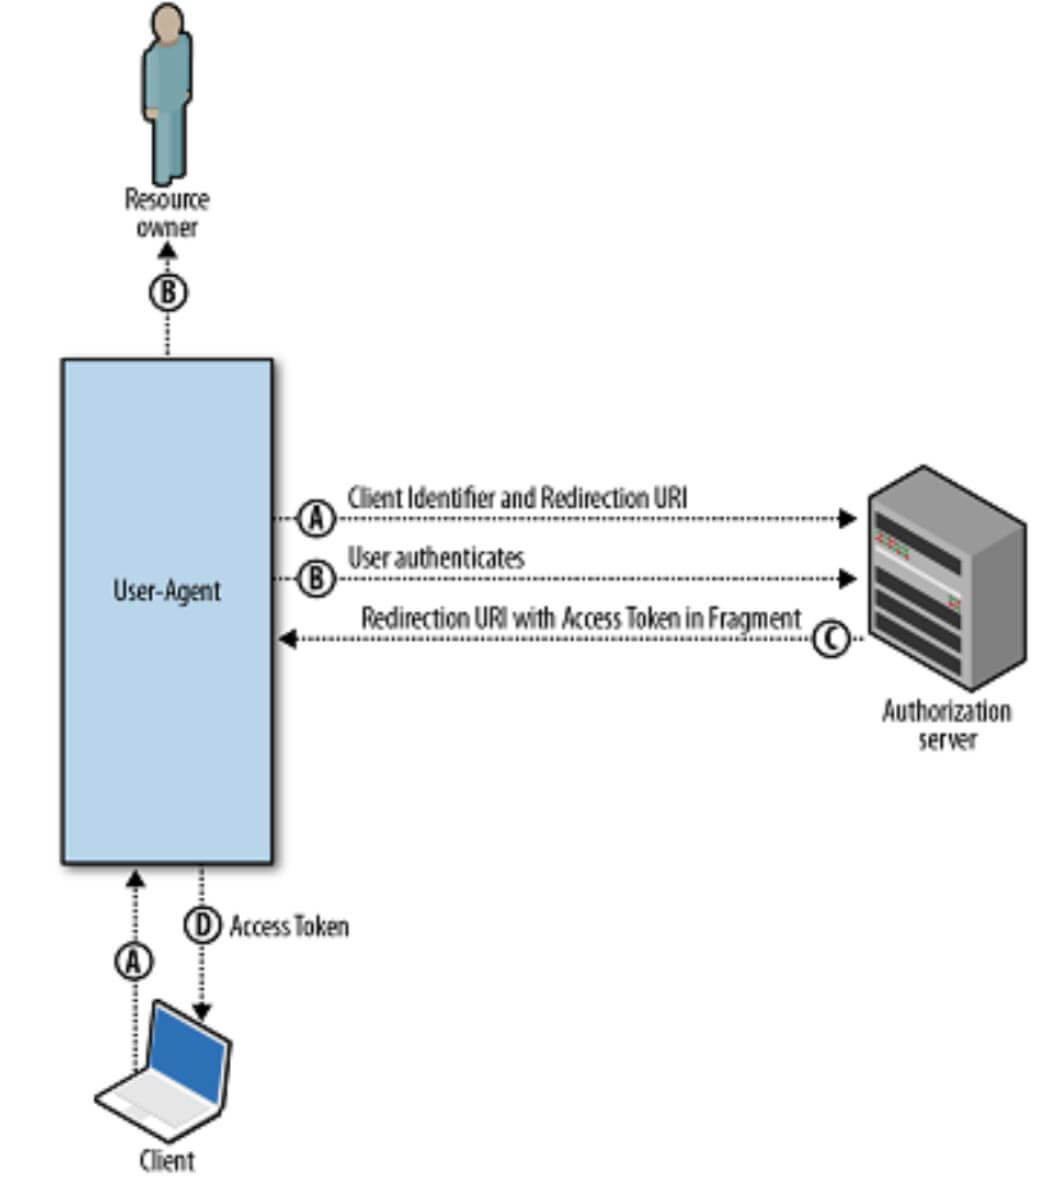 Resource
owner
B
Client Identifier and Redirection URI
A
User authenticates
B
User-Agent
Redirection URI with Access Token in Fragment
C
Authorization
server
D Access Token
A
Client